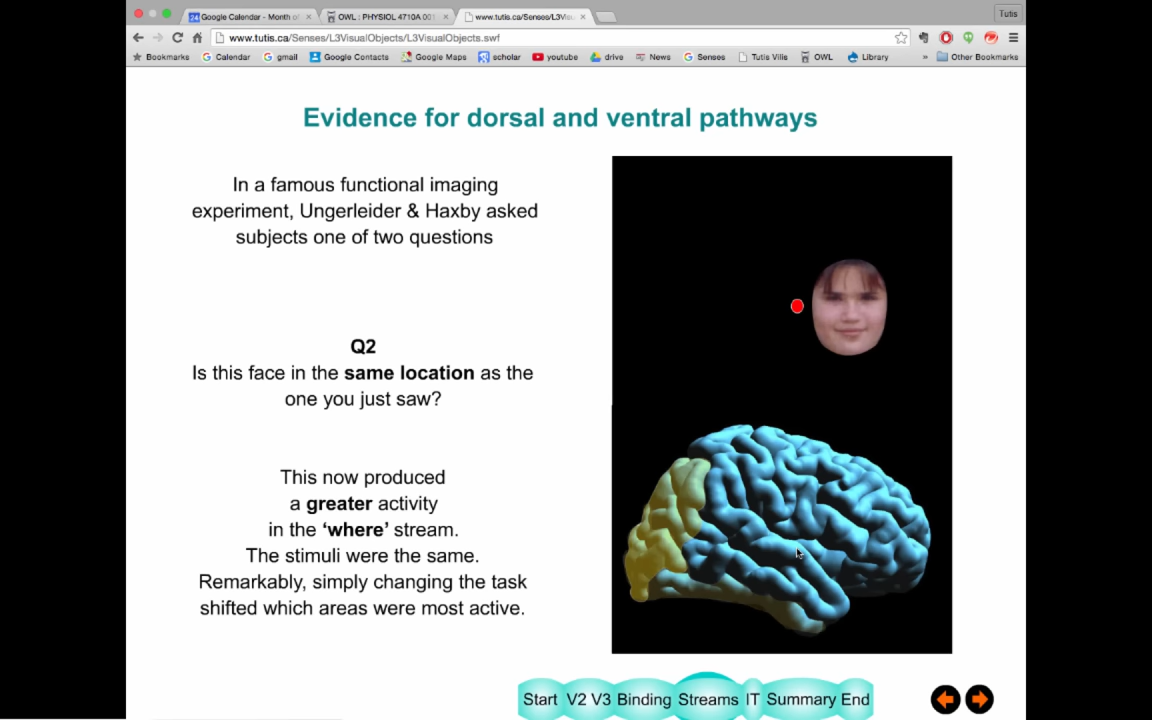 Google Calendar - Month of
OWL : PHYSIOL 4710A 001
www.tutis.ca/Senses/L3Visu
Tutis
www.tutis.ca/Senses/L3VisualObjects/L3VisualObjects.swf
Bookmarks
Calendar
gmail
Google Contacts
Google Maps
scholar
youtube
drive
News
Senses
Tutis Vilis
OWL
Library
»
Other Bookmarks
Evidence for dorsal and ventral pathways
In a famous functional imaging
experiment, Ungerleider & Haxby asked
subjects one of two questions
Q2
Is this face in the same location as the
one you just saw?
This now produced
a greater activity
in the ‘where’ stream.
The stimuli were the same.
Remarkably, simply changing the task
shifted which areas were most active.
Start V2 V3 Binding Streams IT Summary End